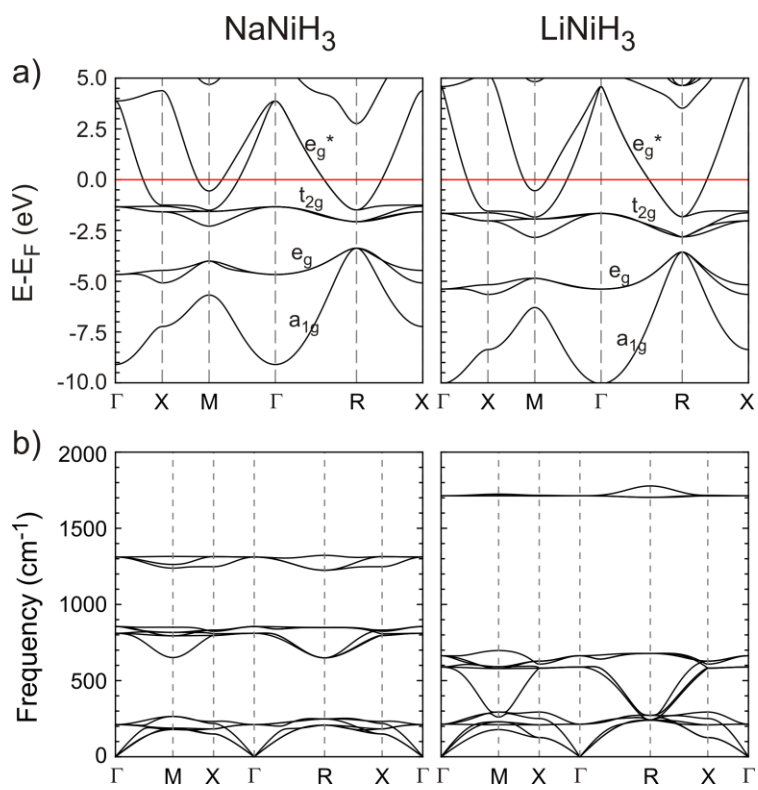 NaNiH3 LiNiH3
a)
E-EF (eV)
5.0
2.5
0.0
-2.5
-5.0
-7.5
-10.0
eg*
t2g
eg
a1g
Γ X M Γ R X
eg*
t2g
eg
a1g
Γ X M Γ R X
b)
Frequency (cm-1)
2000
1500
1000
500
0
Γ M X Γ R X Γ
Γ M X Γ R X Γ